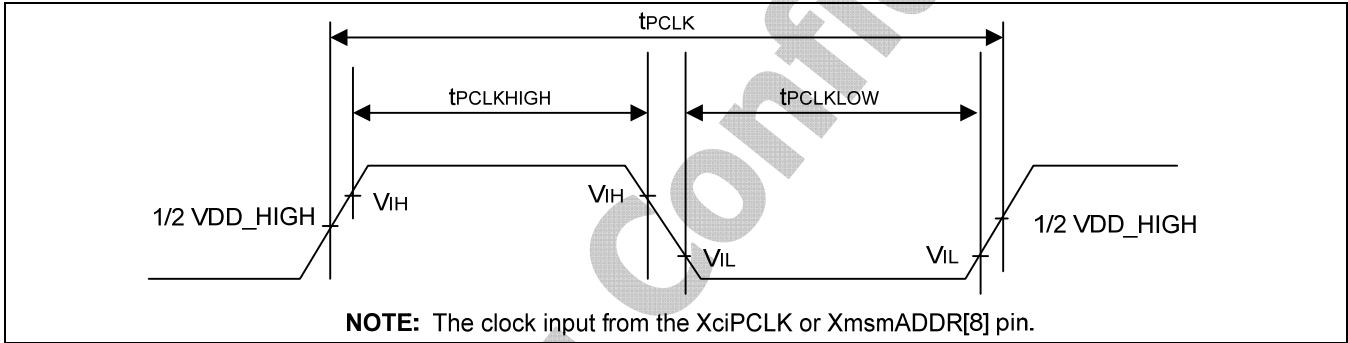 tPCLK
tPCLKHIGH
tPCLKLOW
VIH
VIH
1/2 VDD_HIGH
1/2 VDD_HIGH
VIL
VIL
NOTE: The clock input from the XciPCLK or XmsmADDR[8] pin.